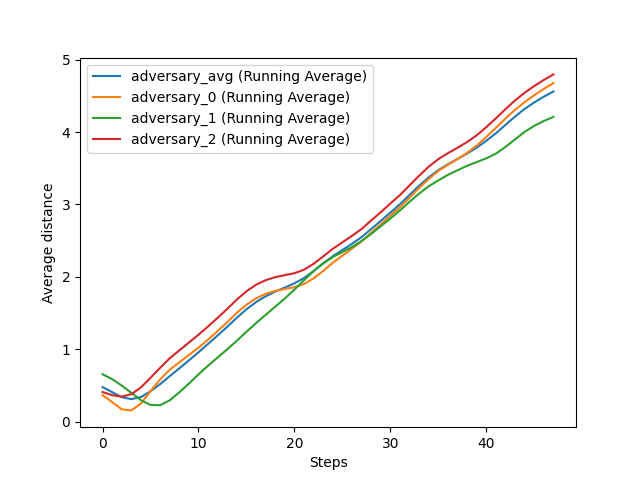 adversary_avg (Running Average)
adversary_0 (Running Average)
adversary_1 (Running Average)
adversary_2 (Running Average)
Average distance
5
4
3
2
1
0
0 10 20 30 40
Steps